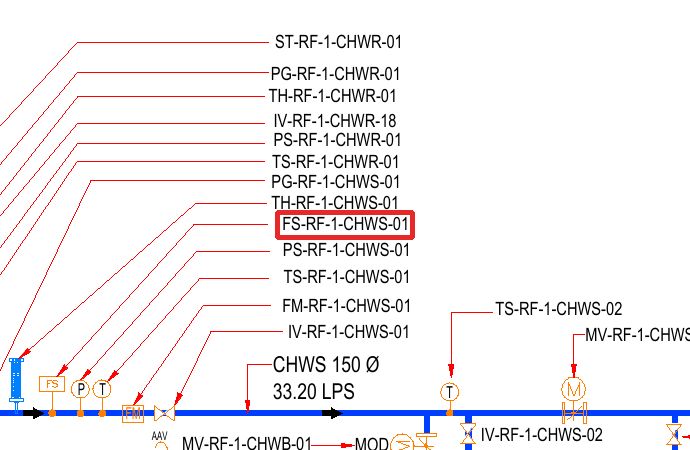 ST-RF-1-CHWR-01
PG-RF-1-CHWR-01
TH-RF-1-CHWR-01
IV-RF-1-CHWR-18
PS-RF-1-CHWR-01
TS-RF-1-CHWR-01
PG-RF-1-CHWS-01
TH-RF-1-CHWS-01
FS-RF-1-CHWS-01
PS-RF-1-CHWS-01
TS-RF-1-CHWS-01
FM-RF-1-CHWS-01
IV-RF-1-CHWS-01
TS-RF-1-CHWS-02
MV-RF-1-CHWS
CHWS 150 Ø
33.20 LPS
FS
P
T
FM
T
M
AAV
MV-RF-1-CHWB-01
MOD
IV-RF-1-CHWS-02